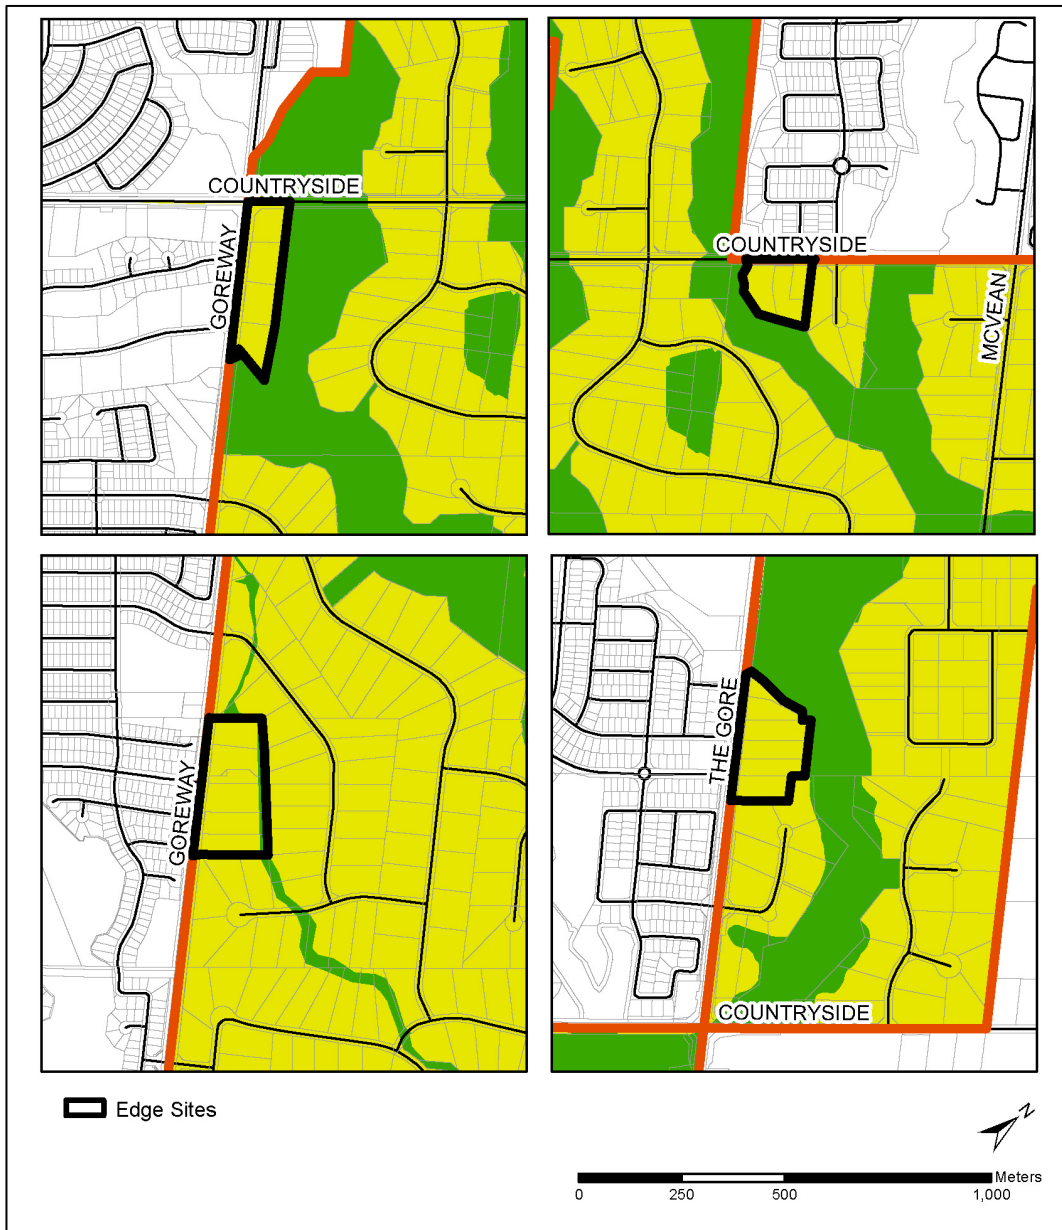 COUNTRYSIDE
GOREWAY
COUNTRYSIDE
MCVEAN
GOREWAY
THE GORE
COUNTRYSIDE
Edge Sites
N
Meters
0 250 500 1,000